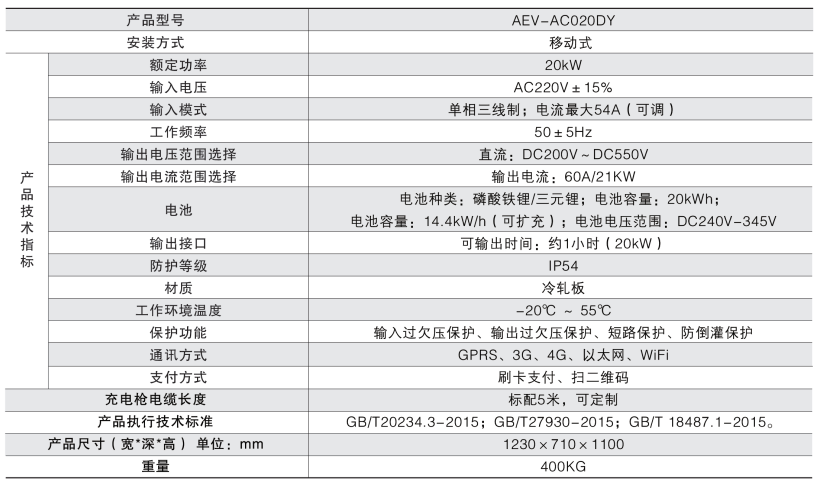 产品型号 AEV-AC020DY
安装方式 移动式
产品技术指标
额定功率 20kW
输入电压 AC220V±15%
输入模式 单相三线制；电流最大54A（可调）
工作频率 50±5Hz
输出电压范围选择 直流：DC200V~DC550V
输出电流范围选择 输出电流：60A/21KW
电池 电池种类：磷酸铁锂/三元锂；电池容量：20kWh；
电池容量：14.4kW/h（可扩充）；电池电压范围：DC240V-345V
输出接口 可输出时间：约1小时（20kW）
防护等级 IP54
材质 冷轧板
工作环境温度 -20℃ ~ 55℃
保护功能 输入过欠压保护、输出过欠压保护、短路保护、防倒灌保护
通讯方式 GPRS、3G、4G、以太网、WiFi
支付方式 刷卡支付、扫二维码
充电枪电缆长度 标配5米，可定制
产品执行技术标准 GB/T20234.3-2015；GB/T27930-2015；GB/T 18487.1-2015。
产品尺寸（宽*深*高）单位：mm 1230×710×1100
重量 400KG